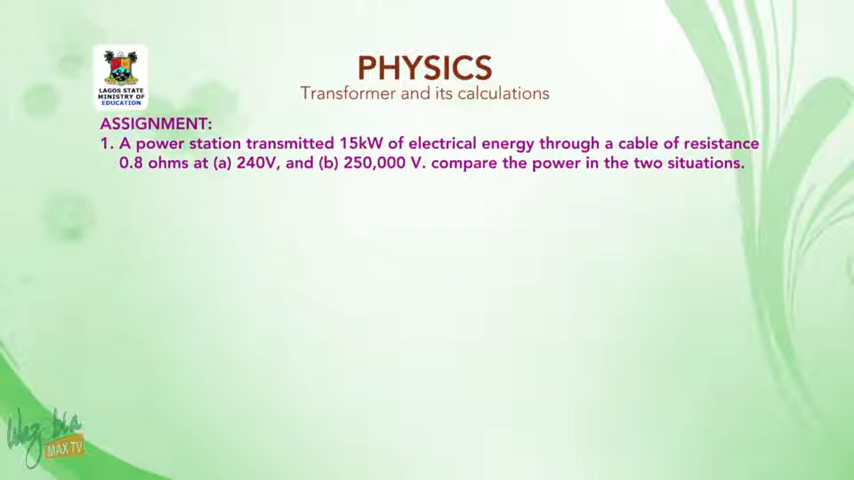 LAGOS STATE
MINISTRY OF
EDUCATION
PHYSICS
Transformer and its calculations
ASSIGNMENT:
1. A power station transmitted 15kW of electrical energy through a cable of resistance
0.8 ohms at (a) 240V, and (b) 250,000 V. compare the power in the two situations.
Wazobia
MAX TV